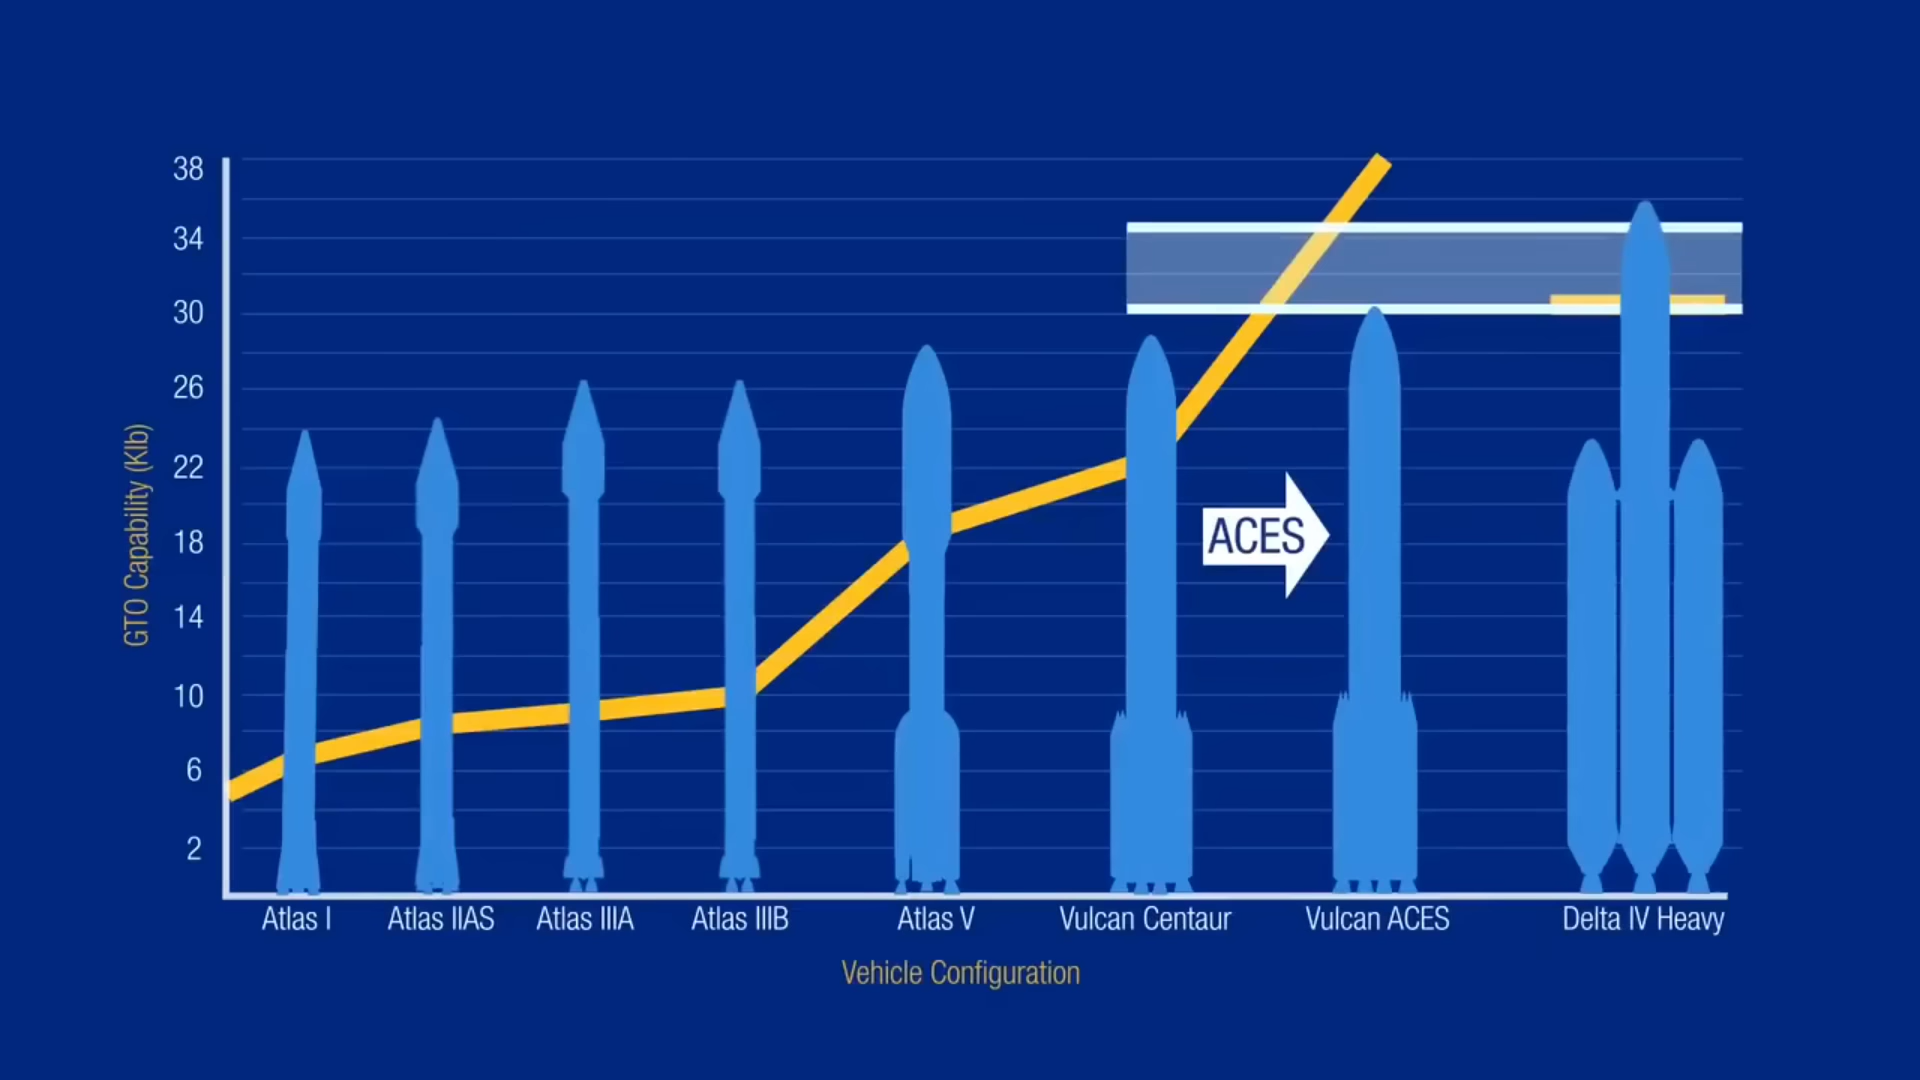 38
34
30
26
22
18
14
10
6
2
GTO Capability (Klb)
ACES
Atlas I
Atlas IIAS
Atlas IIIA
Atlas IIIB
Atlas V
Vulcan Centaur
Vulcan ACES
Delta IV Heavy
Vehicle Configuration